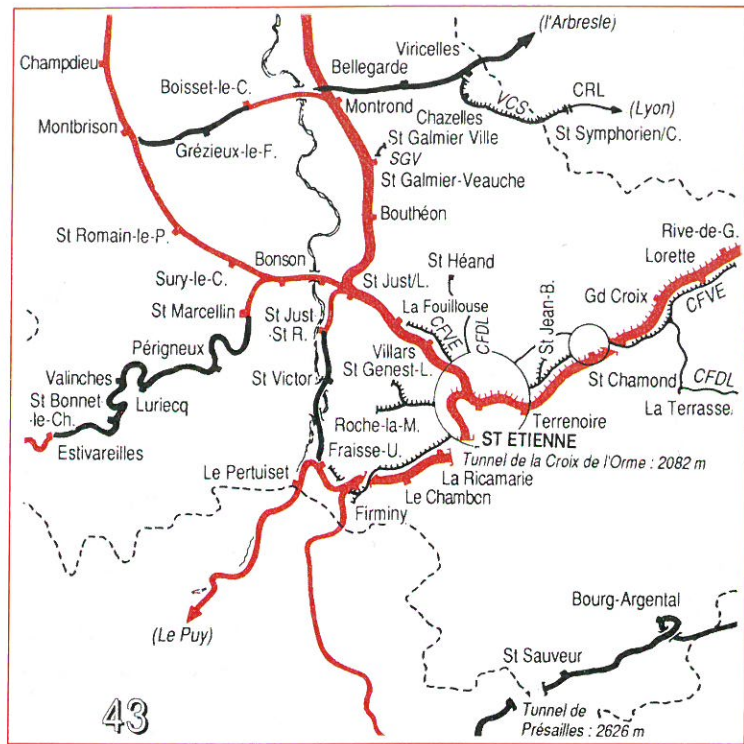 (l'Arbresle)
Viricelles
Champdieu
Bellegarde
Boisset-le-C.
VCS
CRL
(Lyon)
Montrond
Chazelles
Montbrison
St Galmier Ville
St Symphorien/C.
Grézieux-le-F.
SGV
St Galmier-Veauche
Bouthéon
Rive-de-G.
St Romain-le-P.
Lorette
Bonson
St Héand
Sury-le-C.
St Just/L.
Gd Croix
CFVE
St Marcellin
St Just
St R.
La Fouillouse
CFVE
CFDL
St Jean-B.
Périgneux
Villars
Valinches
St Victor
St Genest-L.
St Chamond
CFDL
St Bonnet
-le-Ch.
Luriecq
Roche-la-M.
Terrenoire
La Terrasse
Estivareilles
Fraisse-U.
ST ETIENNE
Tunnel de la Croix de l'Orme : 2082 m
Le Pertuiset
La Ricamarie
Le Chambon
Firminy
Bourg-Argental
(Le Puy)
St Sauveur
43
Tunnel de
Présailles : 2626 m